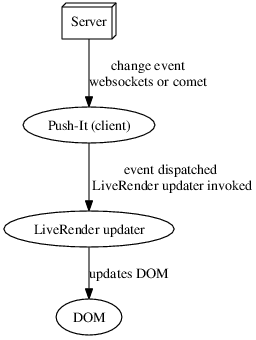 Server
change event
websockets or comet
Push-It (client)
event dispatched
LiveRender updater invoked
LiveRender updater
updates DOM
DOM